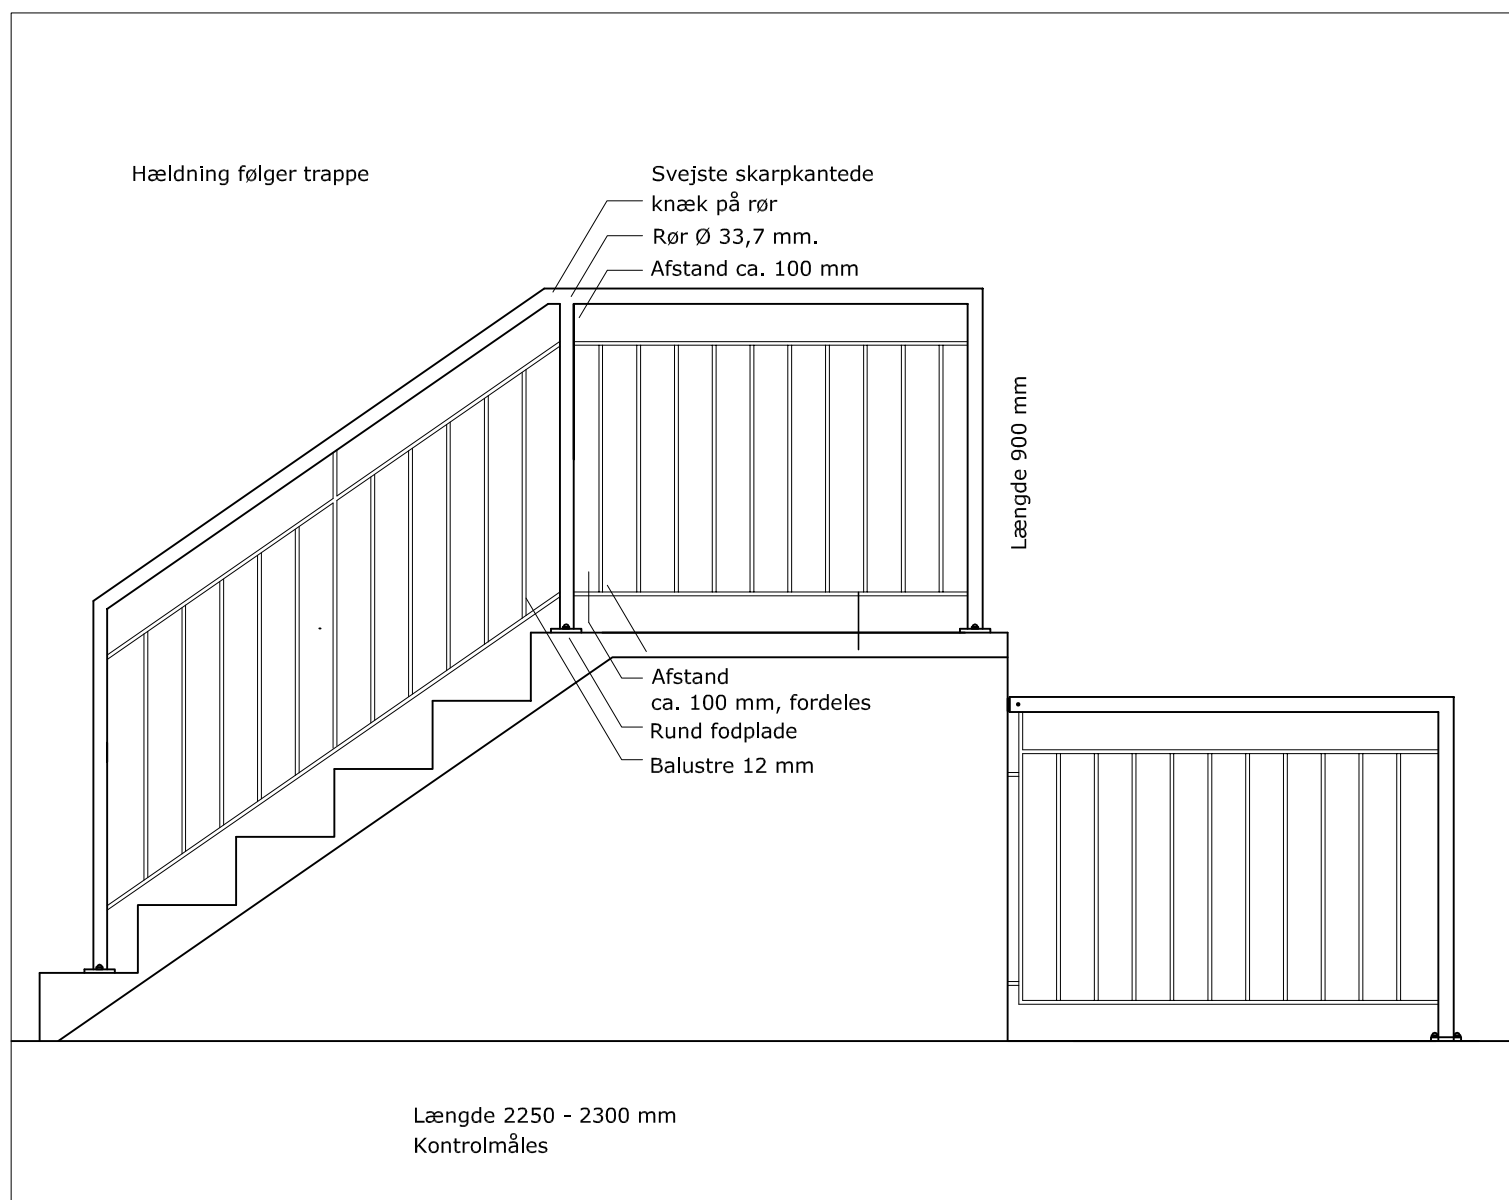 Hældning følger trappe
Svejste skarpkantede
knæk på rør
Rør Ø 33,7 mm.
Afstand ca. 100 mm
Længde 900 mm
Afstand
ca. 100 mm, fordeles
Rund fodplade
Balustre 12 mm
Længde 2250 - 2300 mm
Kontrolmåles